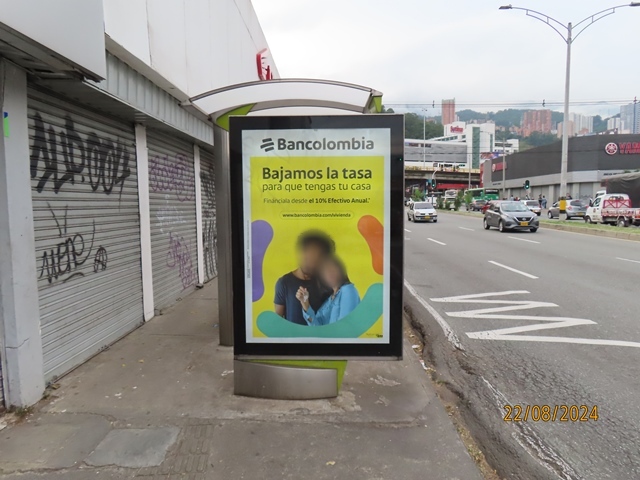 Bancolombia
Bajamos la tasa
para que tengas tu casa
Finánciala desde el 10% Efectivo Anual.*
www.bancolombia.com/vivienda
22/08/2024